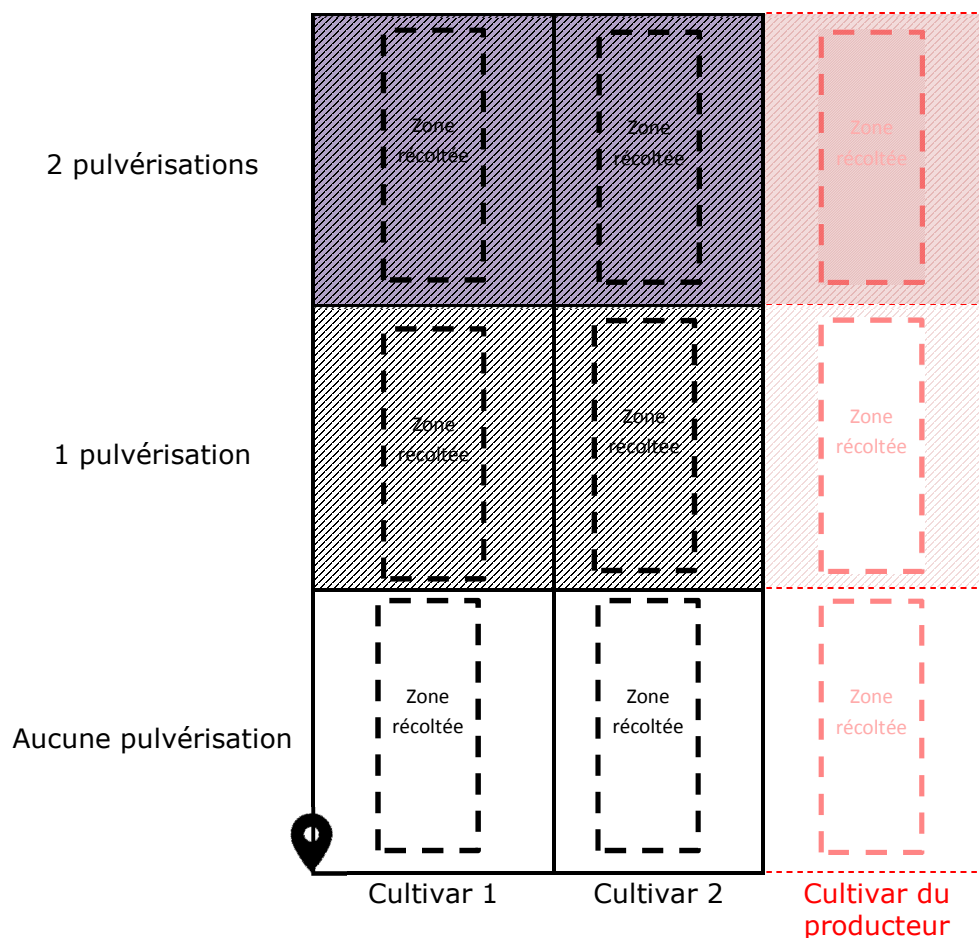 Zone
récoltée
Zone
récoltée
Zone
récoltée
2 pulvérisations
Zone
récoltée
Zone
récoltée
Zone
récoltée
1 pulvérisation
Zone
récoltée
Zone
récoltée
Zone
récoltée
Aucune pulvérisation
Cultivar 1
Cultivar 2
Cultivar du
producteur